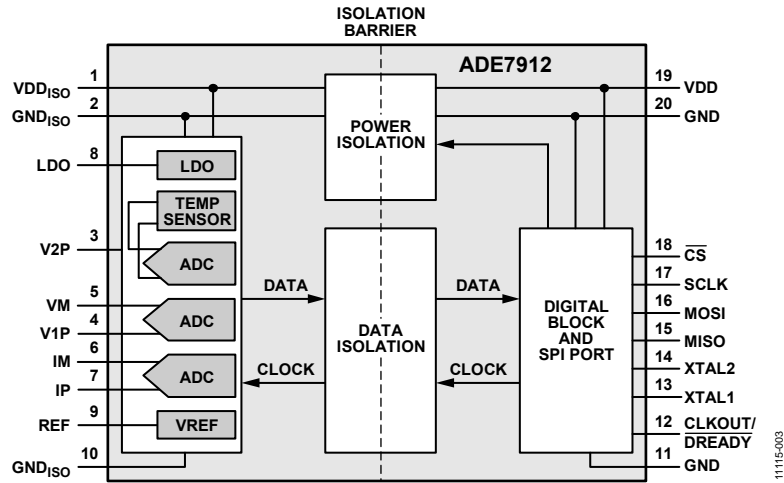 ISOLATION
BARRIER
ADE7912
1
VDDISO
2
GNDISO
8
LDO
3
V2P
5
VM
4
V1P
6
IM
7
IP
9
REF
10
GNDISO
LDO
TEMP
SENSOR
ADC
ADC
ADC
VREF
POWER
ISOLATION
DATA
CLOCK
DATA
ISOLATION
DATA
CLOCK
DIGITAL
BLOCK
AND
SPI PORT
19
VDD
20
GND
18
CS
17
SCLK
16
MOSI
15
MISO
14
XTAL2
13
XTAL1
12
CLKOUT/
DREADY
11
GND
11115-003